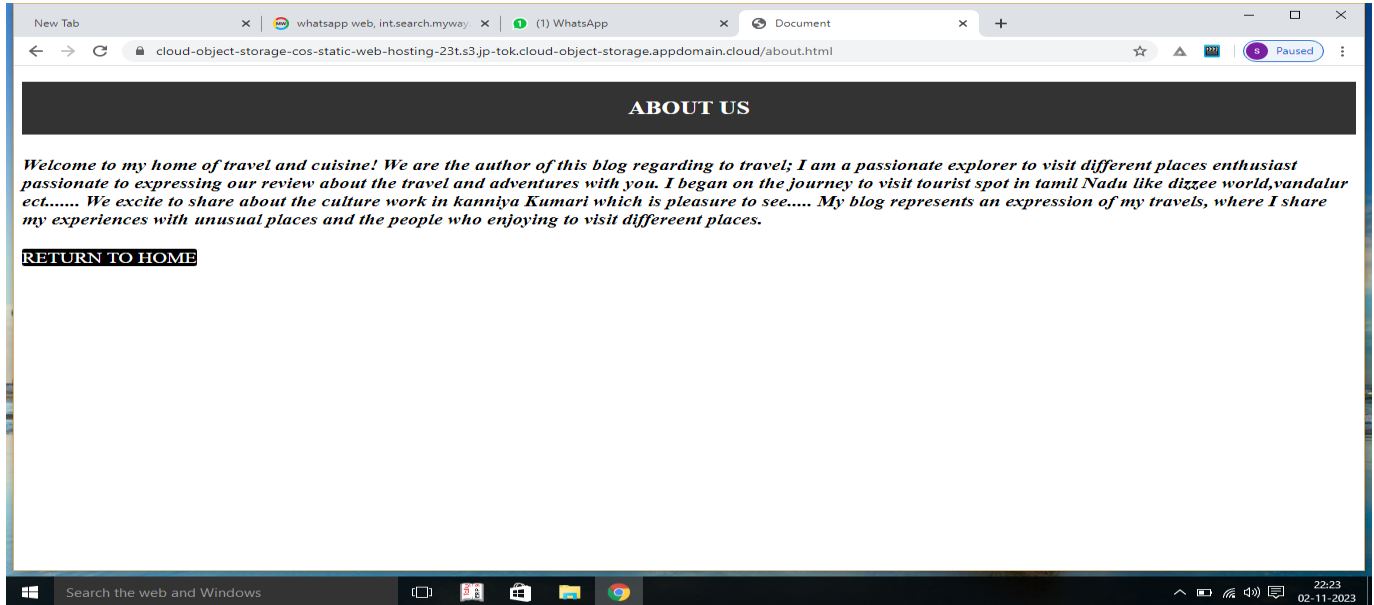 New Tab
whatsapp web, int.search.myway.
(1) WhatsApp
Document
cloud-object-storage-cos-static-web-hosting-23t.s3.jp-tok.cloud-object-storage.appdomain.cloud/about.html
s Paused
ABOUT US
Welcome to my home of travel and cuisine! We are the author of this blog regarding to travel; I am a passionate explorer to visit different places enthusiast
passionate to expressing our review about the travel and adventures with you. I began on the journey to visit tourist spot in tamil Nadu like dizzee world,vandalur
ect....... We excite to share about the culture work in kanniya Kumari which is pleasure to see..... My blog represents an expression of my travels, where I share
my experiences with unusual places and the people who enjoying to visit differeent places.
RETURN TO HOME
Search the web and Windows
22:23
02-11-2023